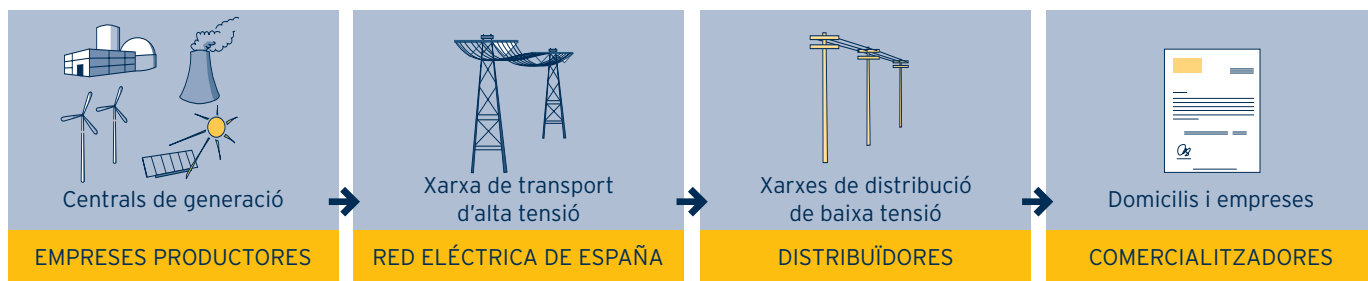 Centrals de generació
EMPRESES PRODUCTORES
Xarxa de transport
d'alta tensió
RED ELÉCTRICA DE ESPAÑA
Xarxes de distribució
de baixa tensió
DISTRIBUÏDORES
Domicilis i empreses
COMERCIALITZADORES